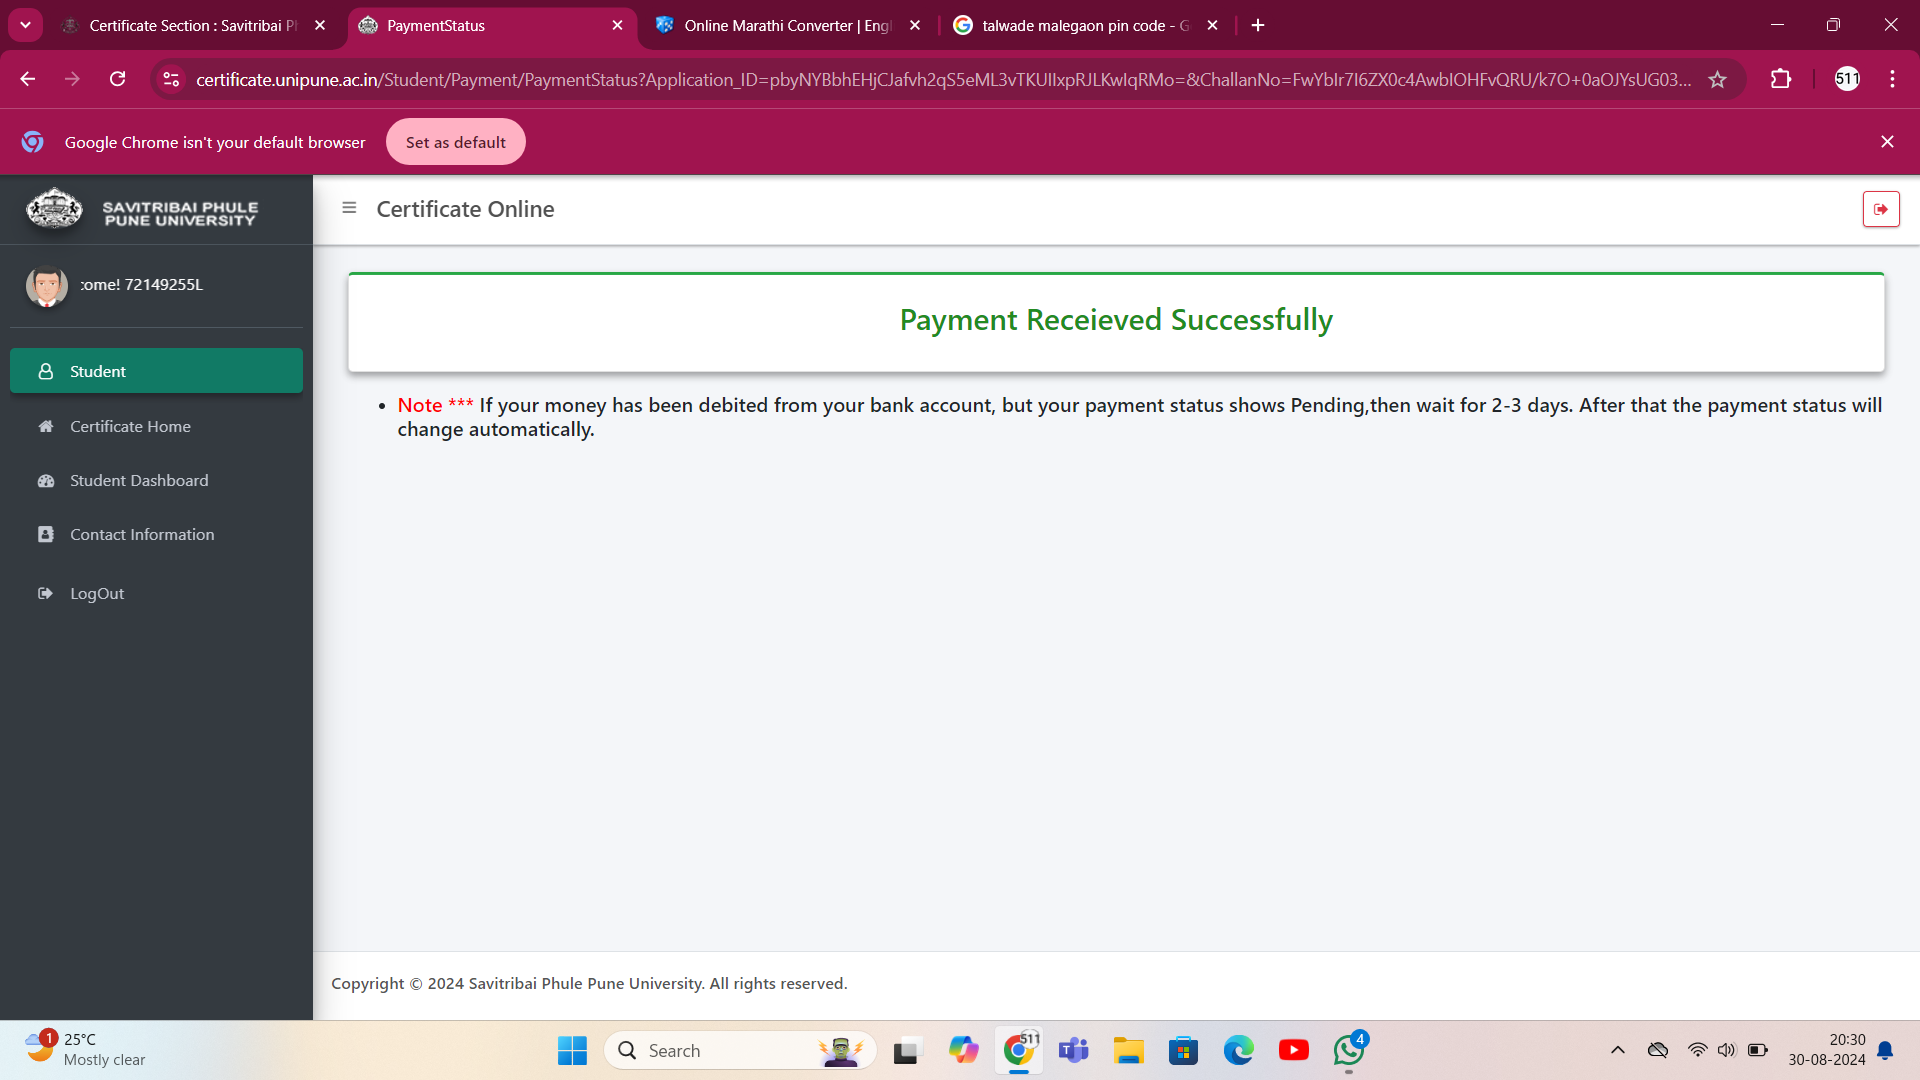 Certificate Section : Savitribai P
PaymentStatus
Online Marathi Converter | Eng
talwade malegaon pin code - G
certificate.unipune.ac.in/Student/Payment/PaymentStatus?Application_ID=pbyNYBbhEHjCJafvh2qS5eML3vTKUIIxpRJLKwIqRMo=&ChallanNo=FwYbIr7I6ZX0c4AwbIOHFvQRU/k7O+0aOJYsUG03...
511
Google Chrome isn't your default browser
Set as default
SAVITRIBAI PHULE
PUNE UNIVERSITY
Certificate Online
:ome! 72149255L
Payment Receieved Successfully
Student
Note *** If your money has been debited from your bank account, but your payment status shows Pending,then wait for 2-3 days. After that the payment status will
change automatically.
Certificate Home
Student Dashboard
Contact Information
LogOut
Copyright © 2024 Savitribai Phule Pune University. All rights reserved.
1
25°C
Mostly clear
Search
511
4
20:30
30-08-2024